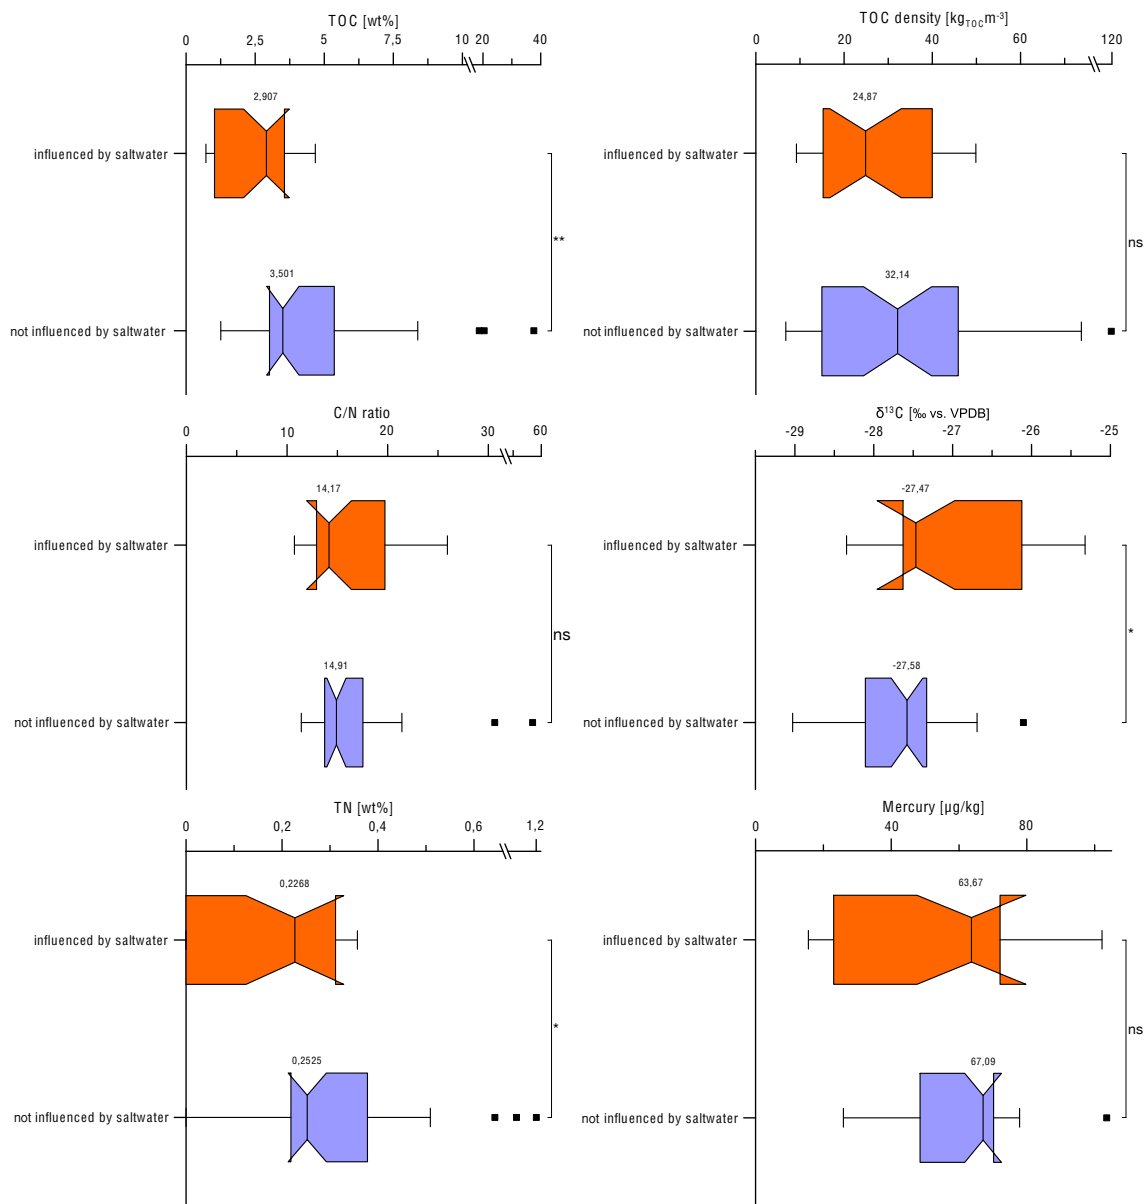 TOC [wt%]
0 2,5 5 7,5 10 20 40
2,907
influenced by saltwater
**
3,501
not influenced by saltwater
TOC density [kgTOCm-3]
0 20 40 60 120
24,87
influenced by saltwater
ns
32,14
not influenced by saltwater
C/N ratio
0 10 20 30 60
14,17
influenced by saltwater
ns
14,91
not influenced by saltwater
δ13C [‰ vs. VPDB]
-29 -28 -27 -26 -25
-27,47
influenced by saltwater
*
-27,58
not influenced by saltwater
TN [wt%]
0 0,2 0,4 0,6 1,2
0,2268
influenced by saltwater
*
0,2525
not influenced by saltwater
Mercury [µg/kg]
0 40 80
63,67
influenced by saltwater
ns
67,09
not influenced by saltwater